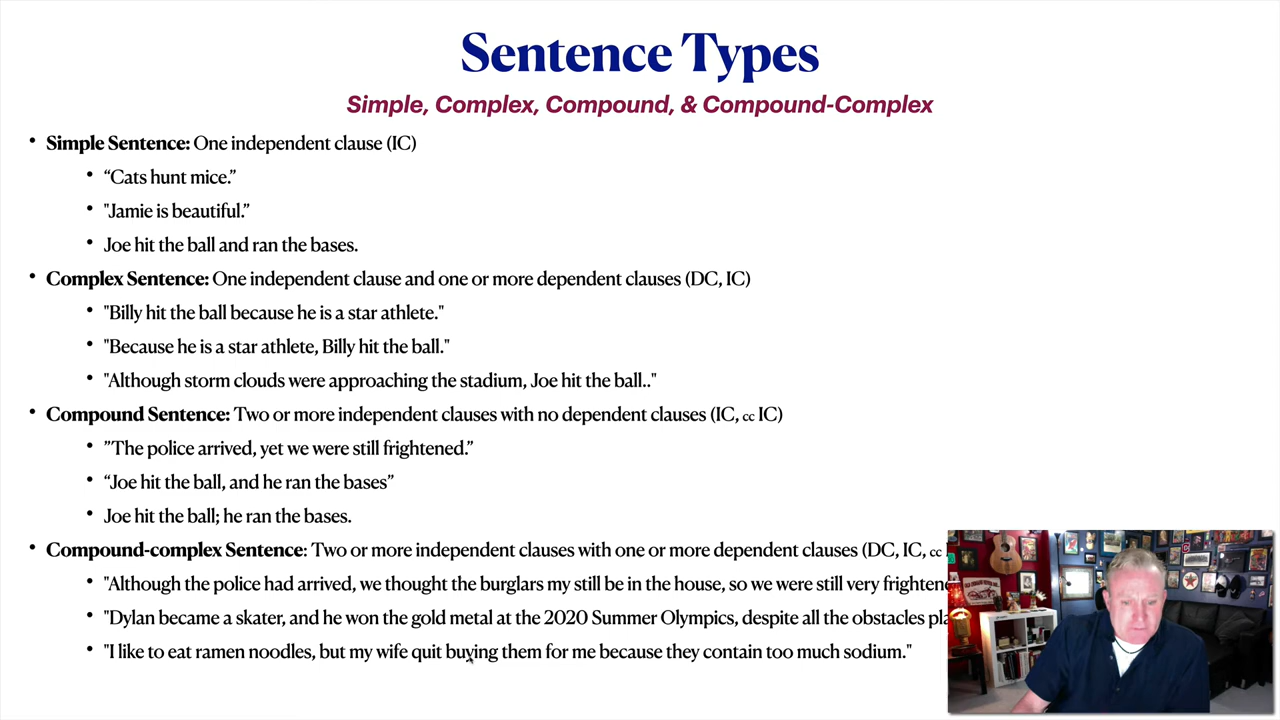 Sentence Types
Simple, Complex, Compound, & Compound-Complex
• Simple Sentence: One independent clause (IC)
• “Cats hunt mice.”
• "Jamie is beautiful.”
• Joe hit the ball and ran the bases.
• Complex Sentence: One independent clause and one or more dependent clauses (DC, IC)
• "Billy hit the ball because he is a star athlete."
• "Because he is a star athlete, Billy hit the ball."
• "Although storm clouds were approaching the stadium, Joe hit the ball.."
• Compound Sentence: Two or more independent clauses with no dependent clauses (IC, cc IC)
• ”The police arrived, yet we were still frightened.”
• “Joe hit the ball, and he ran the bases”
• Joe hit the ball; he ran the bases.
• Compound-complex Sentence: Two or more independent clauses with one or more dependent clauses (DC, IC, cc
• "Although the police had arrived, we thought the burglars my still be in the house, so we were still very
• "Dylan became a skater, and he won the gold metal at the 2020 Summer Olympics, despite all the obstacles
• "I like to eat ramen noodles, but my wife quit buying them for me because they contain too much sodium."